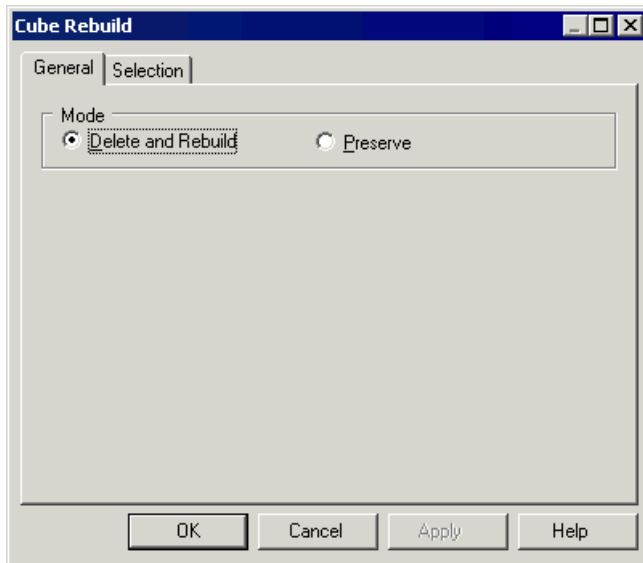 Cube Rebuild
General Selection
Mode
Delete and Rebuild Preserve
OK Cancel Apply Help